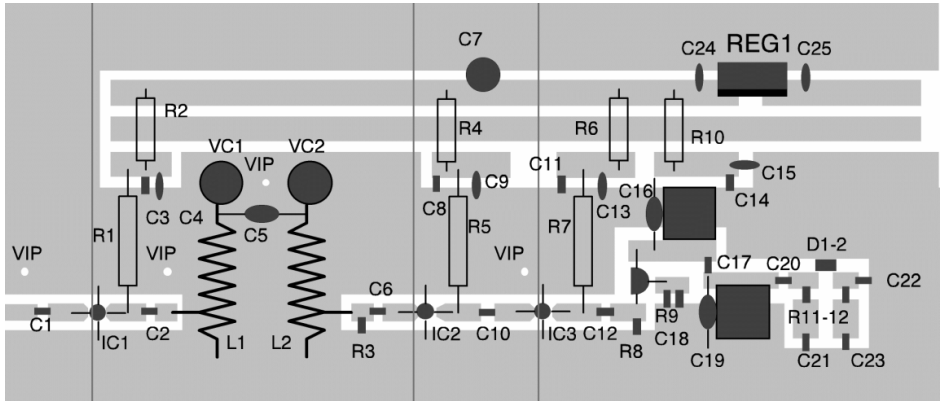 C7
C24
REG1
C25
R2
R4
R6
R10
VC1
VIP
VC2
C11
C15
C3
C4
C5
C8
C9
C13
C16
C14
R1
R5
R7
VIP
VIP
VIP
D1-2
C17
C20
C22
C1
IC1
C2
L1
L2
R3
C6
IC2
C10
IC3
C12
R8
R9
C18
C19
R11-12
C21
C23